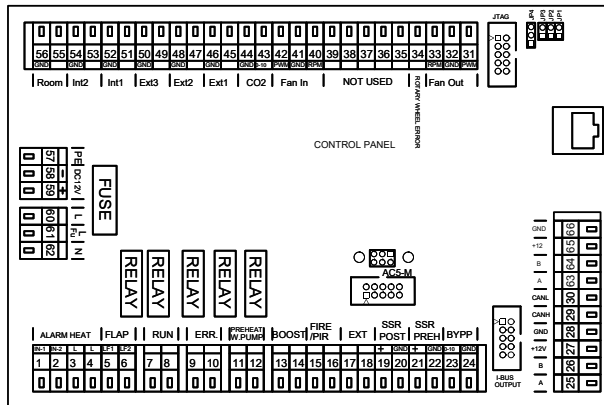 JTAG
JP4 JP3 JP2 JP1
56 55 54 53 52 51 50 49 48 47 46 45 44 43 42 41 40 39 38 37 36 35 34 33 32 31
GND GND GND GND GND GND GND 0-10 PWM GND RPM RPM GND PWM
Room Int2 Int1 Ext3 Ext2 Ext1 CO2 Fan In NOT USED ROTARY WHEEL ERROR Fan Out
CONTROL PANEL
57 PE
58 - DC12V
59 +
FUSE
60 L
61 L Fu
62 N
RELAY RELAY RELAY RELAY RELAY
AC5-M
GND 66
+12 65
B 64
A 63
CANL 30
CANH 29
GND 28
+12V 27
B 26
A 25
I-BUS
OUTPUT
ALARM HEAT FLAP RUN ERR. PREHEAT W.PUMP BOOST FIRE /PIR EXT SSR POST SSR PREH BYPP
IN-1 IN-2 L L LF1 LF2 + GND + GND 0-10 GND
1 2 3 4 5 6 7 8 9 10 11 12 13 14 15 16 17 18 19 20 21 22 23 24